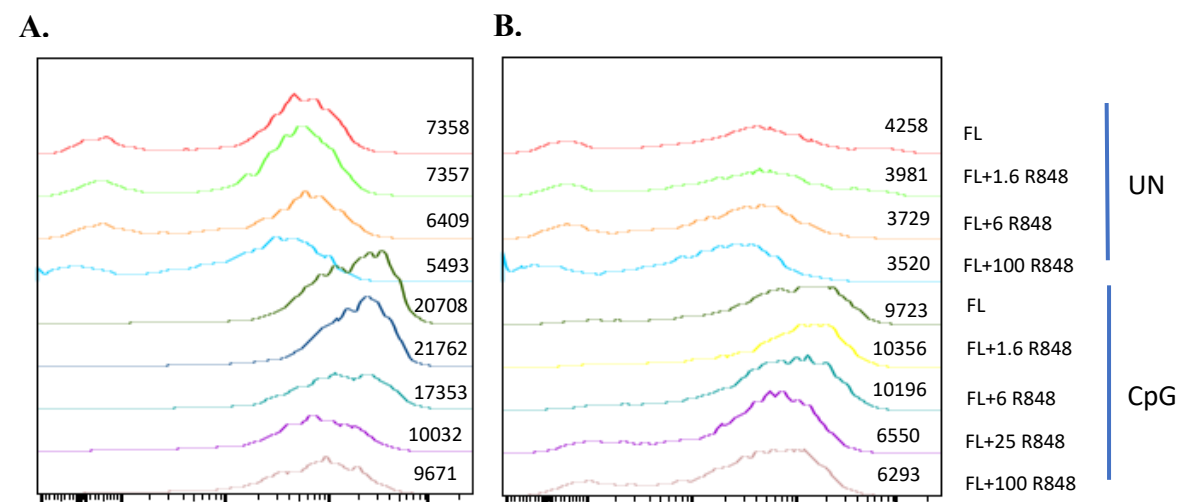 A.
B.
7358
4258
FL
7357
3981
FL+1.6 R848
UN
6409
3729
FL+6 R848
5493
3520
FL+100 R848
20708
9723
FL
21762
10356
FL+1.6 R848
17353
10196
FL+6 R848
CpG
10032
6550
FL+25 R848
9671
6293
FL+100 R848